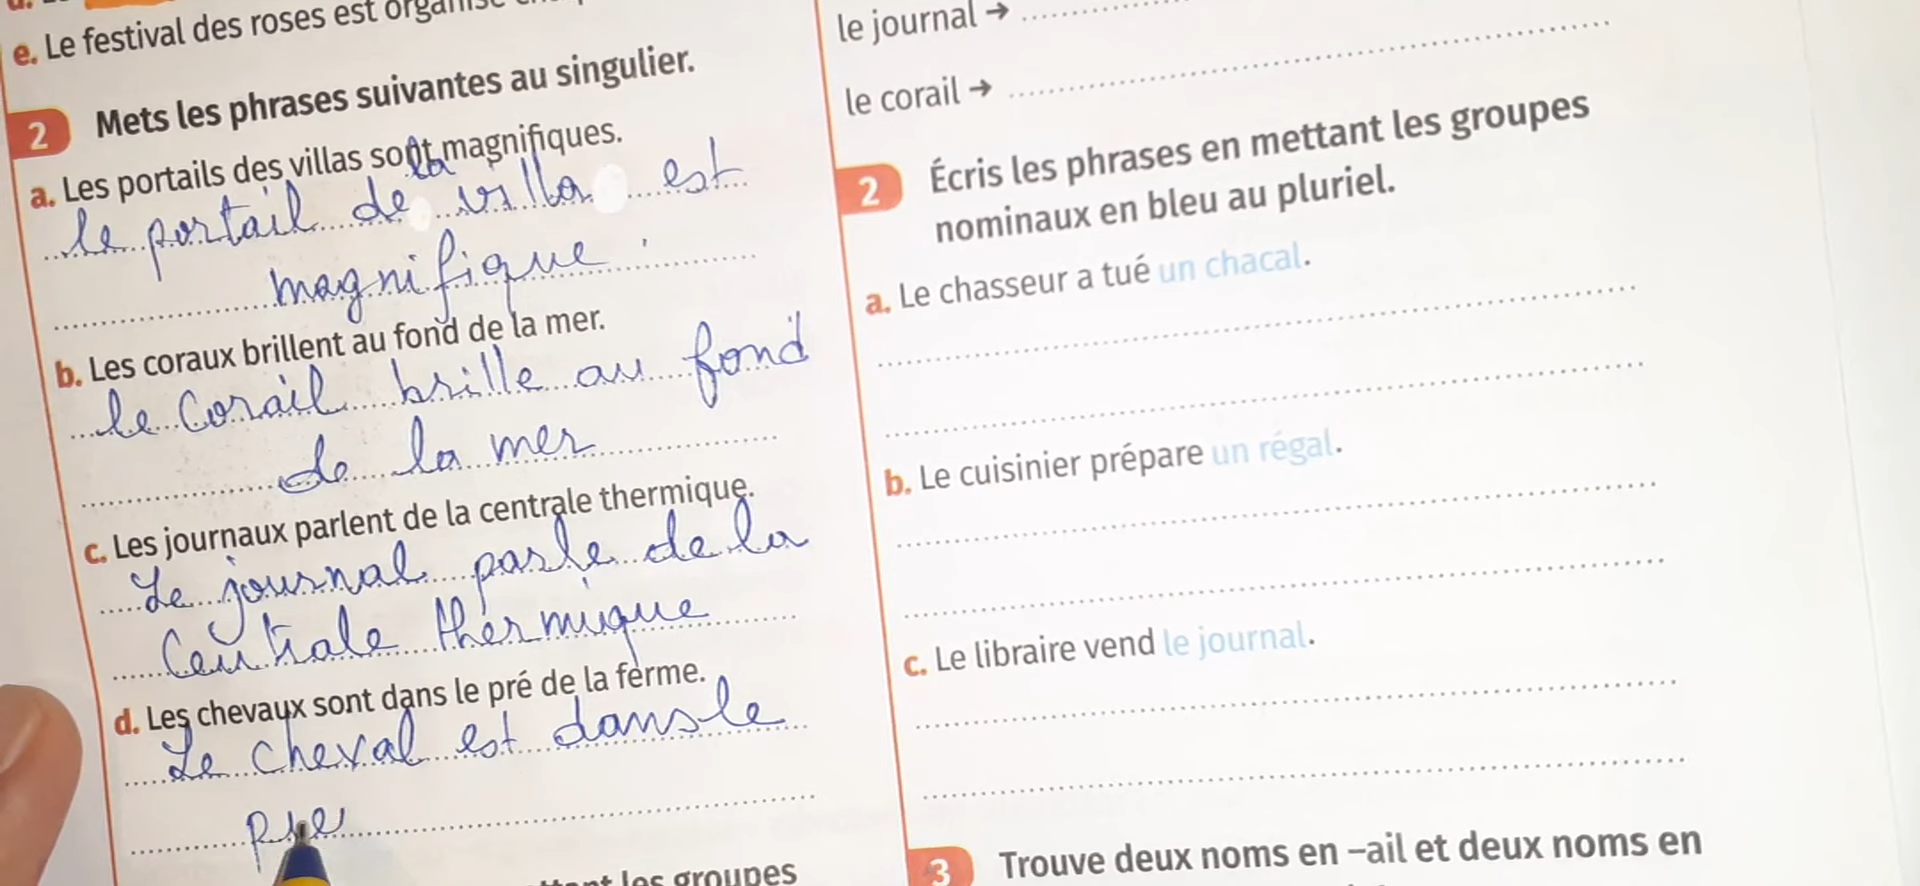 e. Le festival des roses est
2 Mets les phrases suivantes au singulier.
a. Les portails des villas sont magnifiques.
la
le portail de villa est
magnifique
b. Les coraux brillent au fond de la mer.
le Corail brille au fond
de la mer
c. Les journaux parlent de la centrale thermique.
Le journal parle de la
Centrale thermique
d. Les chevaux sont dans le pré de la ferme.
Le cheval est dans le
pre
les groupes
le journal →
le corail →
2 Écris les phrases en mettant les groupes
nominaux en bleu au pluriel.
a. Le chasseur a tué un chacal.
b. Le cuisinier prépare un régal.
c. Le libraire vend le journal.
3 Trouve deux noms en –ail et deux noms en